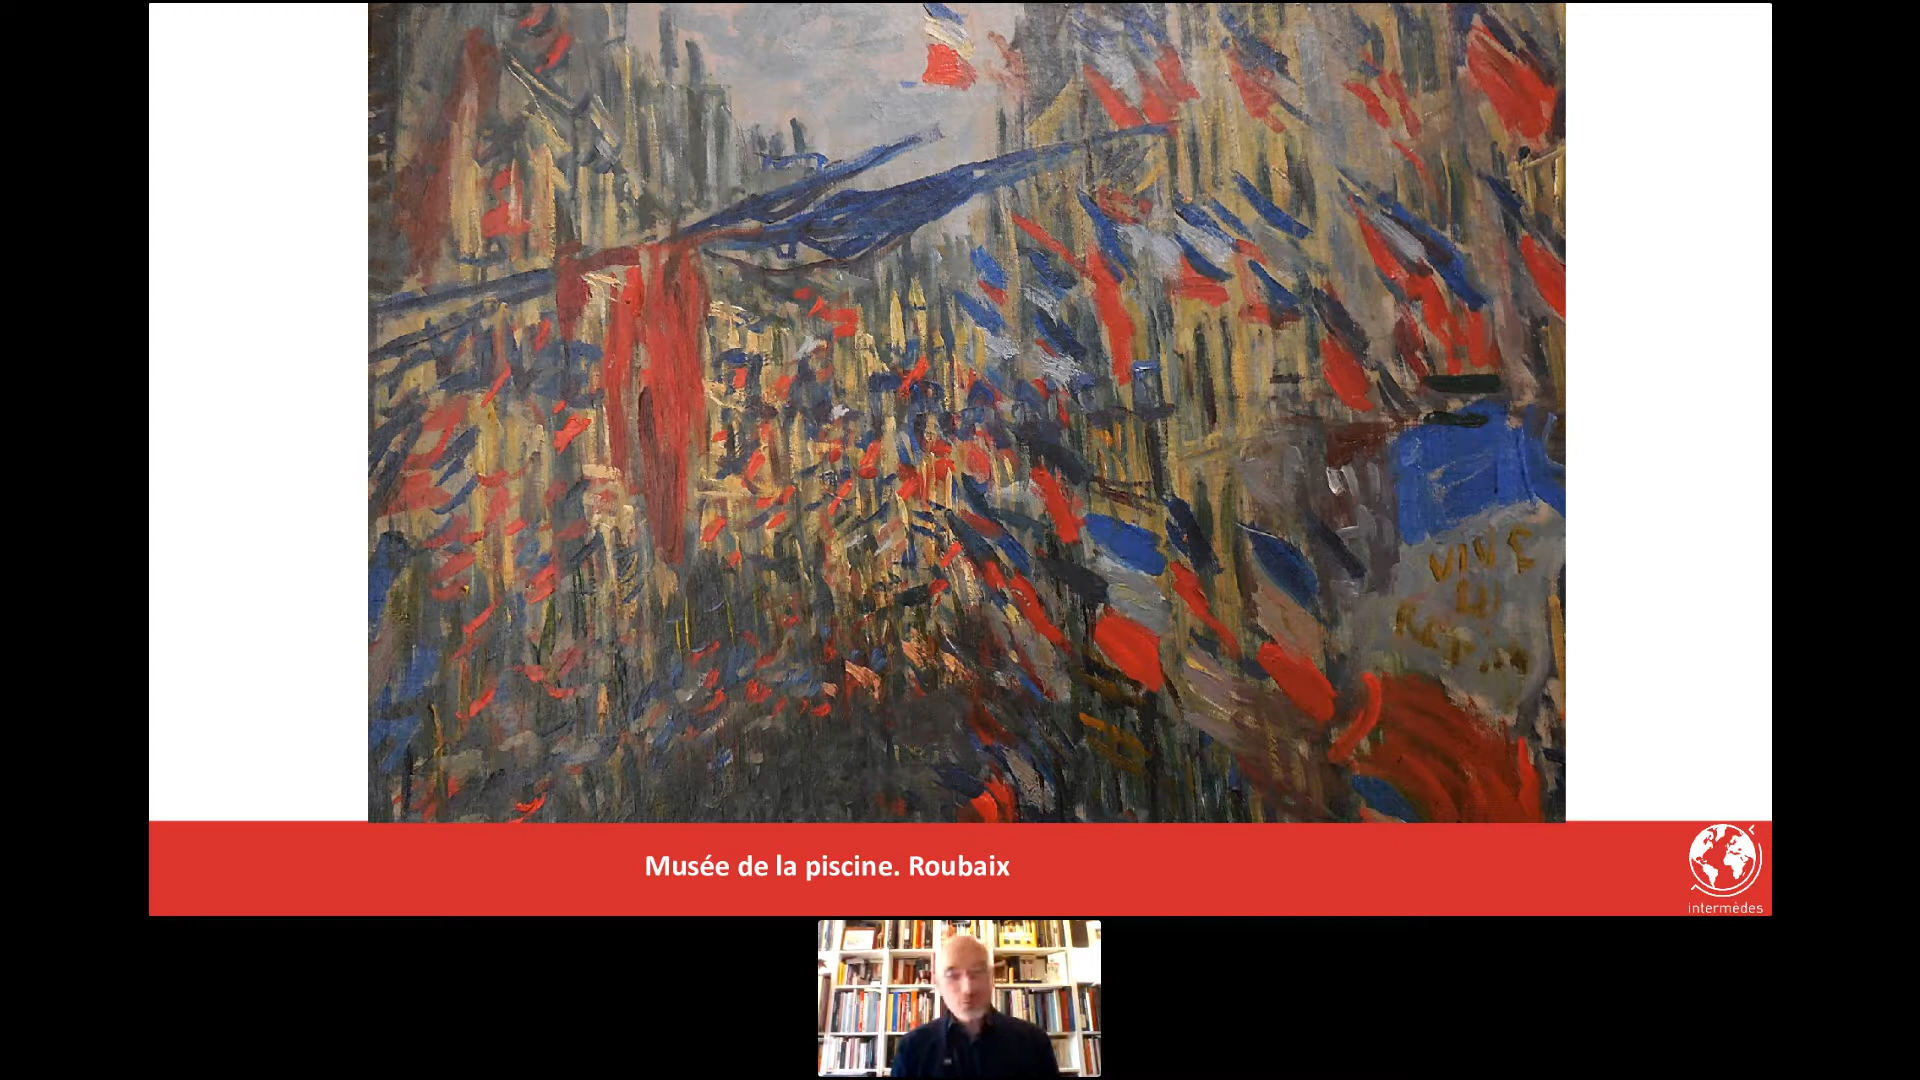 VIVE
LA
Musée de la piscine. Roubaix
intermèdes